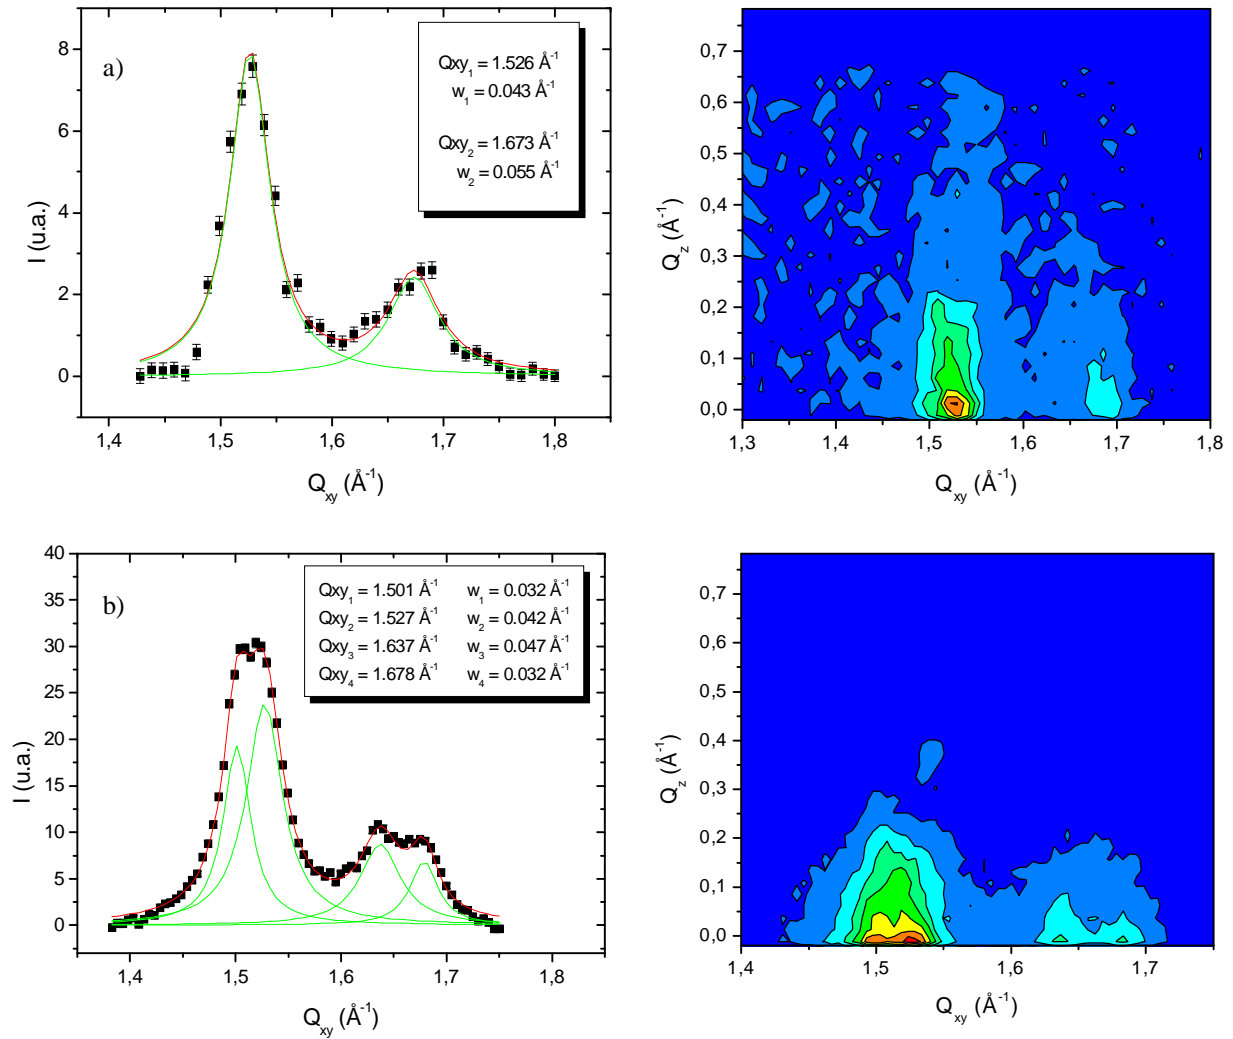 a)
Qxy₁ = 1.526 Å⁻¹
w₁ = 0.043 Å⁻¹
Qxy₂ = 1.673 Å⁻¹
w₂ = 0.055 Å⁻¹
8
6
4
2
0
I (u.a.)
1,4 1,5 1,6 1,7 1,8
Q_xy (Å⁻¹)
0,7
0,6
0,5
0,4
0,3
0,2
0,1
0,0
Q_z (Å⁻¹)
1,3 1,4 1,5 1,6 1,7 1,8
Q_xy (Å⁻¹)
b)
Qxy₁ = 1.501 Å⁻¹ w₁ = 0.032 Å⁻¹
Qxy₂ = 1.527 Å⁻¹ w₂ = 0.042 Å⁻¹
Qxy₃ = 1.637 Å⁻¹ w₃ = 0.047 Å⁻¹
Qxy₄ = 1.678 Å⁻¹ w₄ = 0.032 Å⁻¹
40
35
30
25
20
15
10
5
0
I (u.a.)
1,4 1,5 1,6 1,7 1,8
Q_xy (Å⁻¹)
0,7
0,6
0,5
0,4
0,3
0,2
0,1
0,0
Q_z (Å⁻¹)
1,4 1,5 1,6 1,7
Q_xy (Å⁻¹)